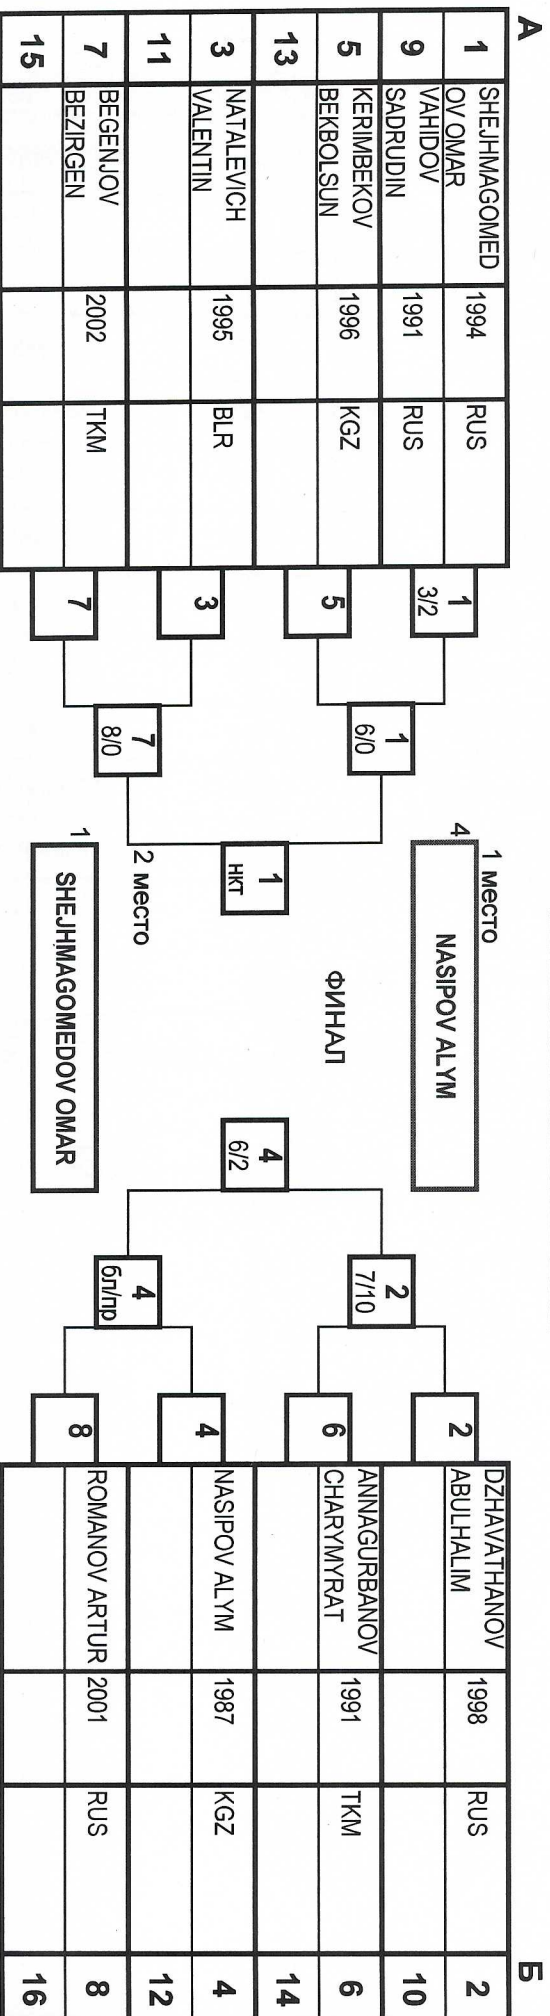 А
1 SHEJHMAGOMED
OV OMAR 1994 RUS
9 VAHIDOV
SADRUDIN 1991 RUS
5 KERIMBEKOV
BEKBOLSUN 1996 KGZ
13
3 NATALEVICH
VALENTIN 1995 BLR
11
7 BEGENJOV
BEZIRGEN 2002 TKM
15
1
3/2
5
3
7
1
6/0
7
8/0
1
НКТ
1 место
4
NASIPOV ALYM
ФИНАЛ
2 место
1
SHEJHMAGOMEDOV OMAR
4
6/2
2
7/10
4
бл/пр
2
6
4
8
Б
DZHAVATHANOV
ABULHALIM 1998 RUS 2
10
ANNAGURBANOV
CHARYMYRAT 1991 TKM 6
14
NASIPOV ALYM 1987 KGZ 4
12
ROMANOV ARTUR 2001 RUS 8
16